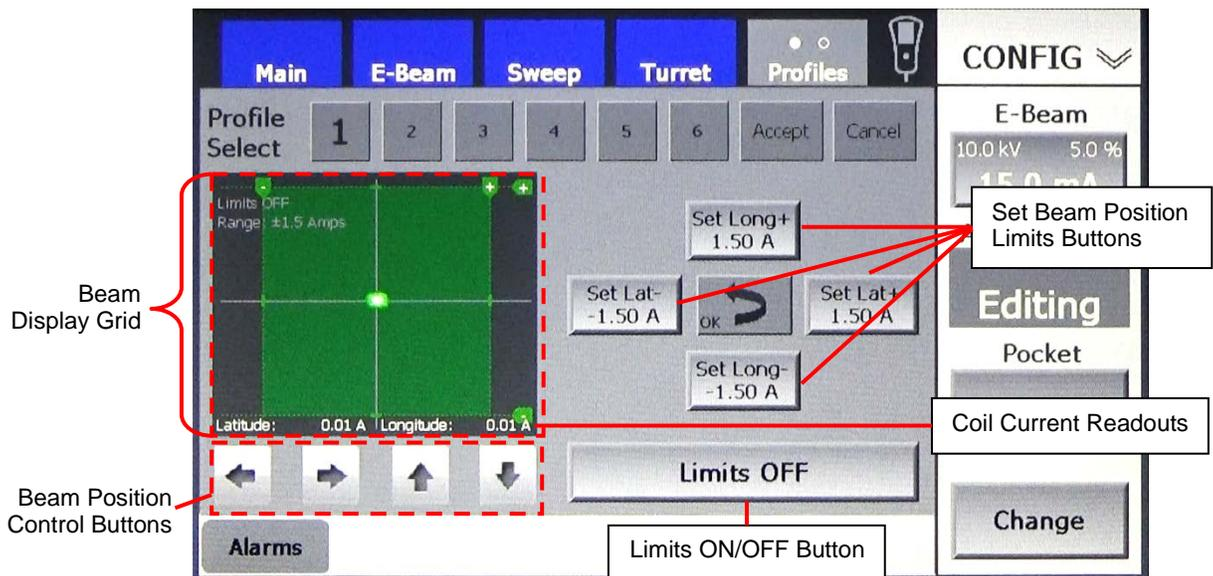 Main
E-Beam
Sweep
Turret
Profiles
CONFIG
Profile
Select
1
2
3
4
5
6
Accept
Cancel
E-Beam
10.0 kV
5.0 %
15.0 mA
Limits OFF
Range: ±1.5 Amps
-
+
+
Set Long+
1.50 A
Set Beam Position
Limits Buttons
Beam
Display Grid
Set Lat-
-1.50 A
OK
Set Lat+
1.50 A
Editing
Pocket
Set Long-
-1.50 A
-
Latitude: 0.01 A
Longitude: 0.01 A
Coil Current Readouts
Beam Position
Control Buttons
Limits OFF
Limits ON/OFF Button
Change
Alarms